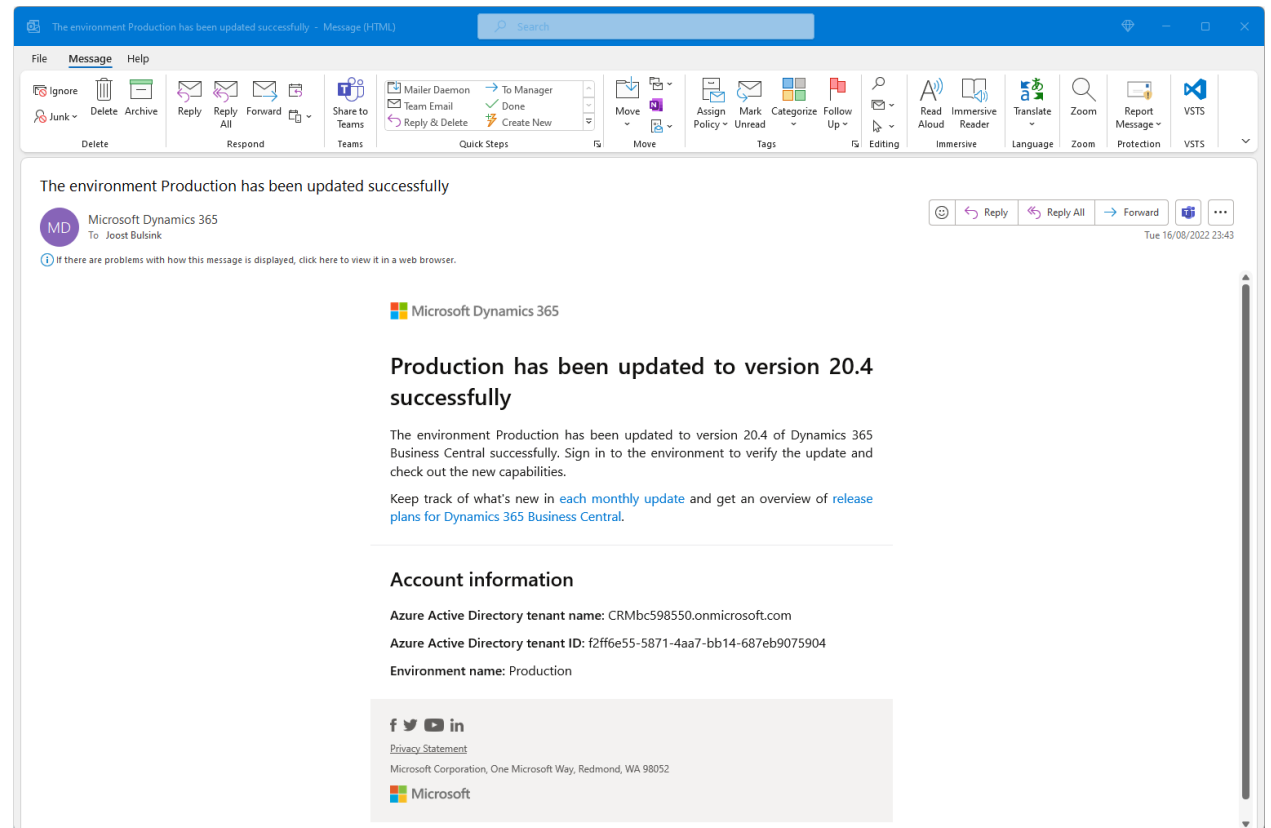 The environment Production has been updated successfully - Message (HTML)
Search
File Message Help
Ignore
Junk
Delete
Archive
Delete
Reply
Reply All
Forward
Respond
Share to Teams
Teams
Mailer Daemon
To Manager
Team Email
Done
Reply & Delete
Create New
Quick Steps
Move
Move
Assign Policy
Mark Unread
Categorize
Follow Up
Tags
Editing
Read Aloud
Immersive Reader
Immersive
Translate
Language
Zoom
Zoom
Report Message
Protection
VSTS
VSTS
The environment Production has been updated successfully
MD
Microsoft Dynamics 365
To Joost Bulsink
Reply
Reply All
Forward
Tue 16/08/2022 23:43
If there are problems with how this message is displayed, click here to view it in a web browser.
Microsoft Dynamics 365
Production has been updated to version 20.4
successfully
The environment Production has been updated to version 20.4 of Dynamics 365
Business Central successfully. Sign in to the environment to verify the update and
check out the new capabilities.
Keep track of what's new in each monthly update and get an overview of release
plans for Dynamics 365 Business Central.
Account information
Azure Active Directory tenant name: CRMbc598550.onmicrosoft.com
Azure Active Directory tenant ID: f2ff6e55-5871-4aa7-bb14-687eb9075904
Environment name: Production
Privacy Statement
Microsoft Corporation, One Microsoft Way, Redmond, WA 98052
Microsoft